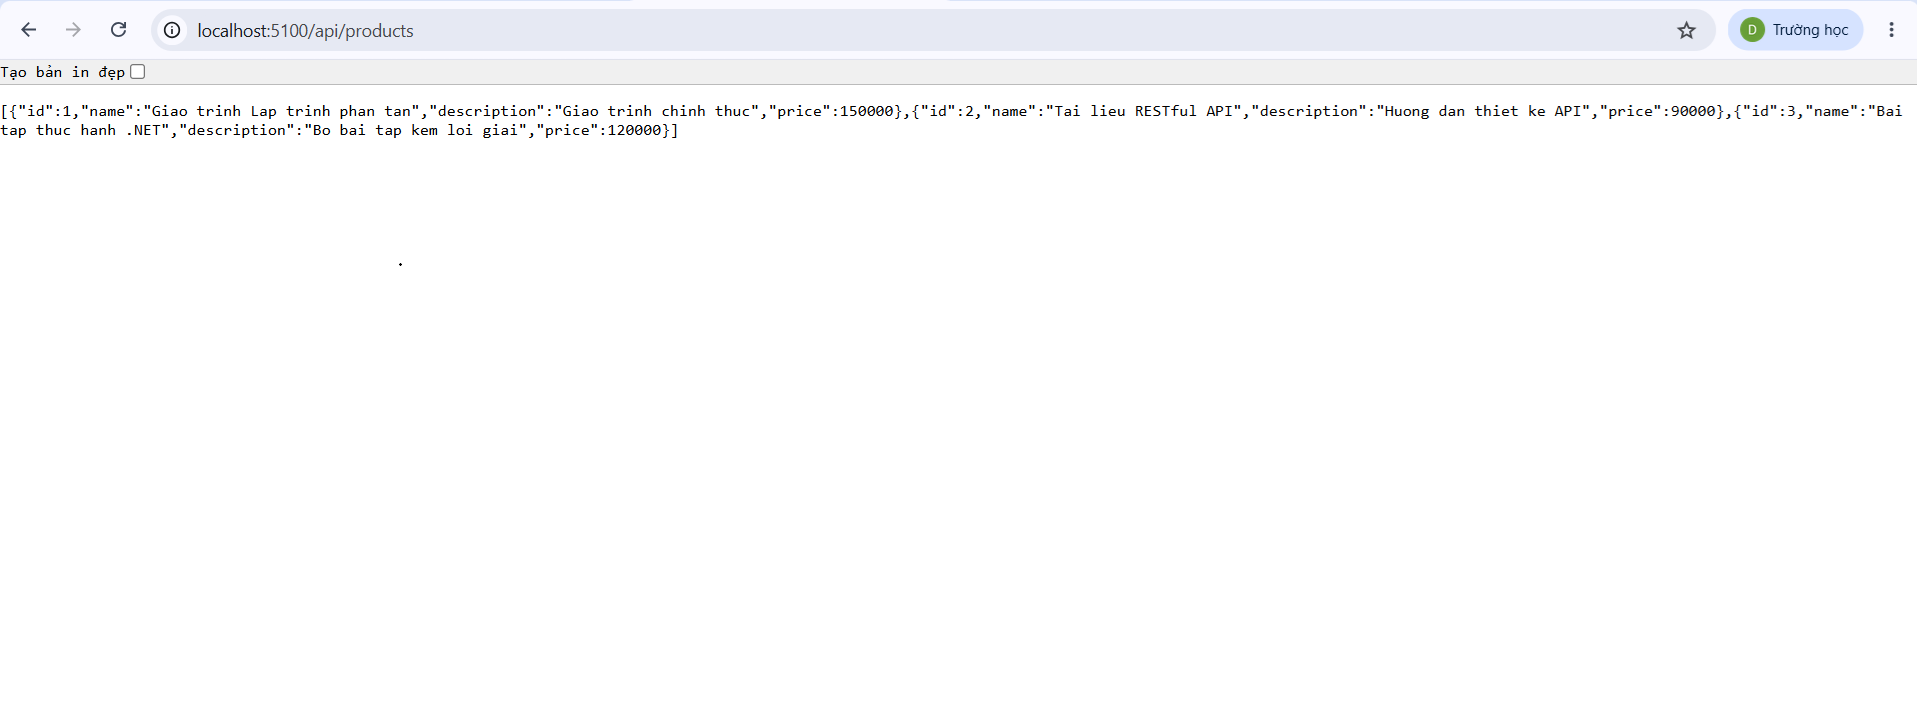 localhost:5100/api/products
D Trường học
Tạo bản in đẹp
[{"id":1,"name":"Giao trinh Lap trinh phan tan","description":"Giao trinh chinh thuc","price":150000},{"id":2,"name":"Tai lieu RESTful API","description":"Huong dan thiet ke API","price":90000},{"id":3,"name":"Bai
tap thuc hanh .NET","description":"Bo bai tap kem loi giai","price":120000}]